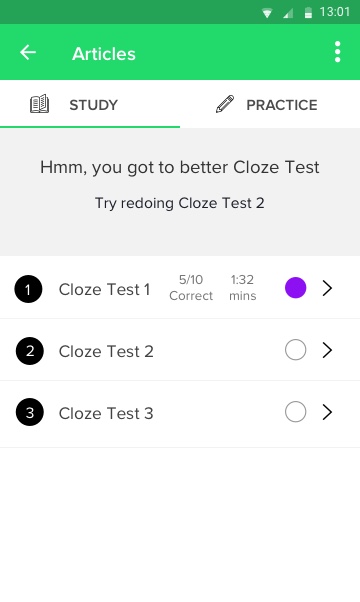 13:01
Articles
STUDY
PRACTICE
Hmm, you got to better Cloze Test
Try redoing Cloze Test 2
1 Cloze Test 1 5/10 Correct 1:32 mins
2 Cloze Test 2
3 Cloze Test 3